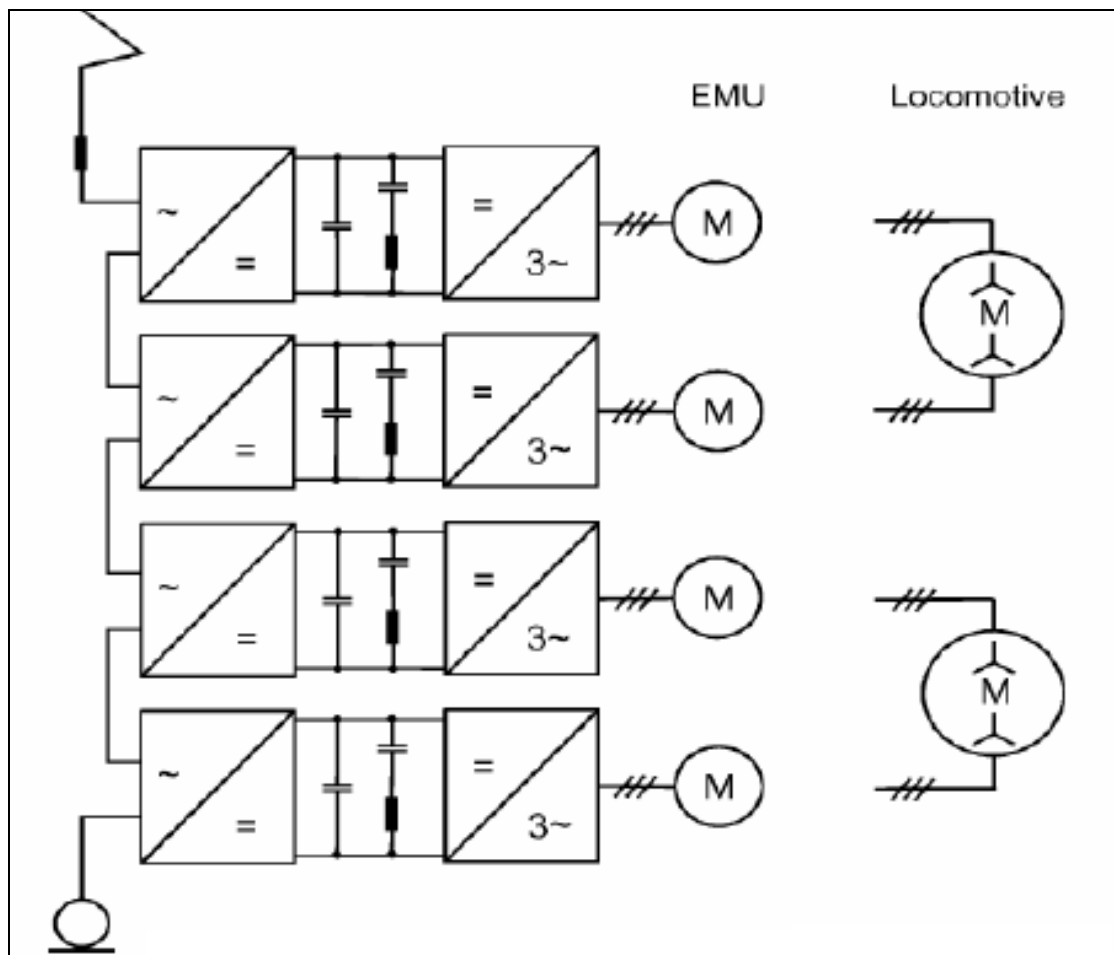 EMU Locomotive
~ = = 3~ M M
~ = = 3~ M
~ = = 3~ M M
~ = = 3~ M